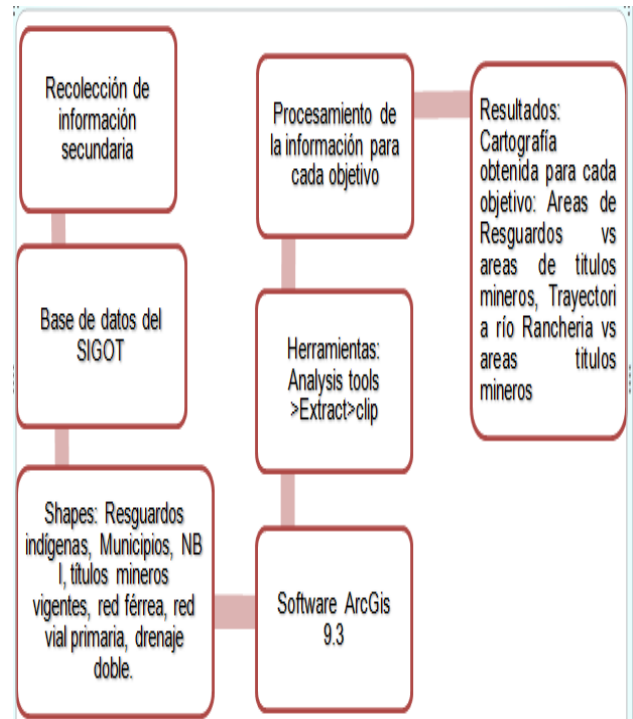 Recolección de
información
secundaria
Base de datos del
SIGOT
Shapes: Resguardos
indígenas, Municipios, NB
I, títulos mineros
vigentes, red férrea, red
vial primaria, drenaje
doble.
Software ArcGis
9.3
Herramientas:
Analysis tools
>Extract>clip
Procesamiento de
la información para
cada objetivo
Resultados:
Cartografía
obtenida para cada
objetivo: Areas de
Resguardos vs
areas de titulos
mineros, Trayectori
a río Rancheria vs
areas titulos
mineros